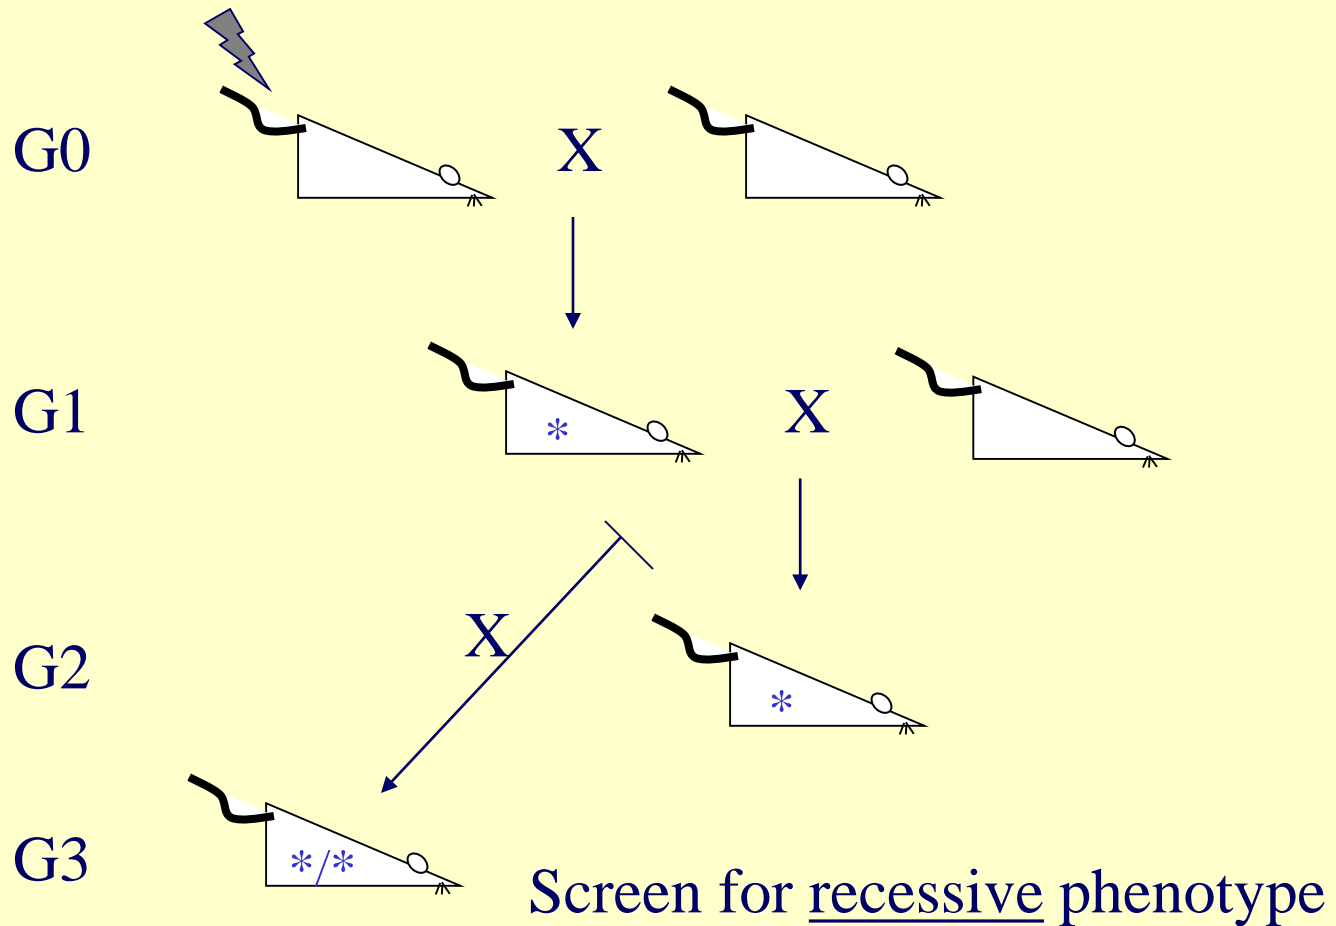 G0 X
G1 * X
X
G2 *
G3 */*
Screen for recessive phenotype